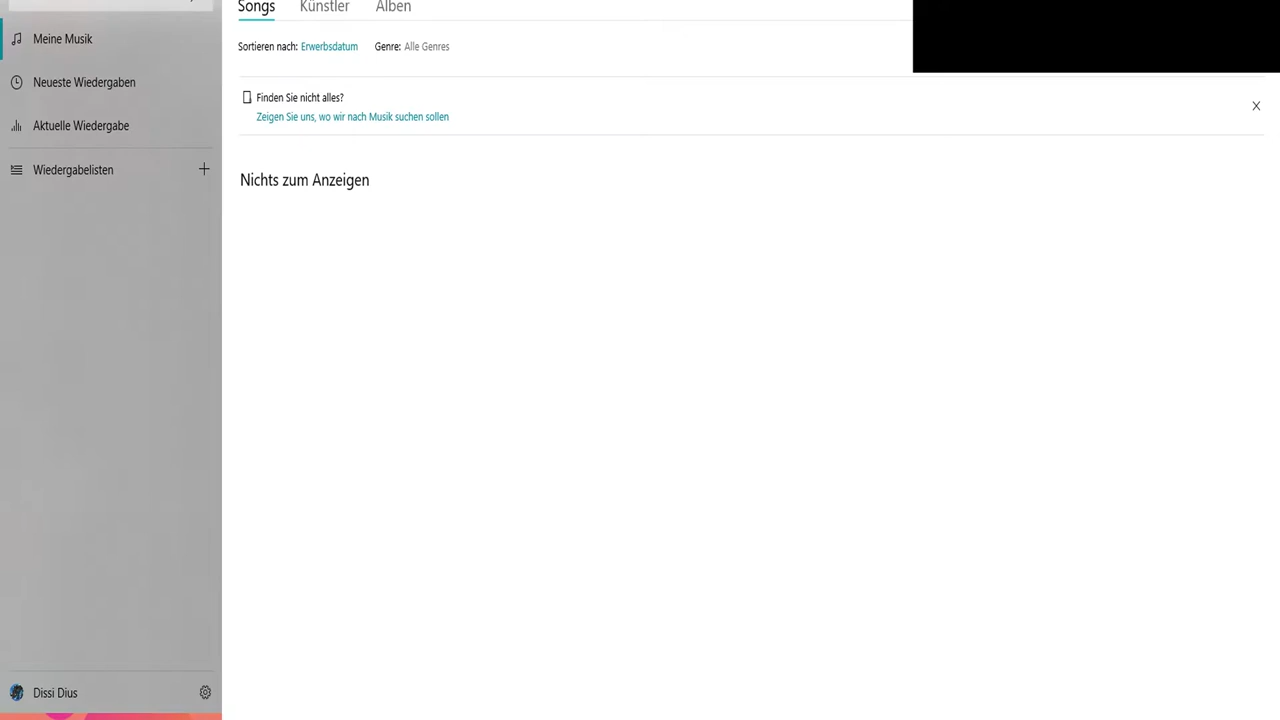 Songs Künstler Alben
Meine Musik
Sortieren nach: Erwerbsdatum Genre: Alle Genres
Neueste Wiedergaben
Finden Sie nicht alles?
Zeigen Sie uns, wo wir nach Musik suchen sollen
Aktuelle Wiedergabe
Wiedergabelisten
Nichts zum Anzeigen
Dissi Dius